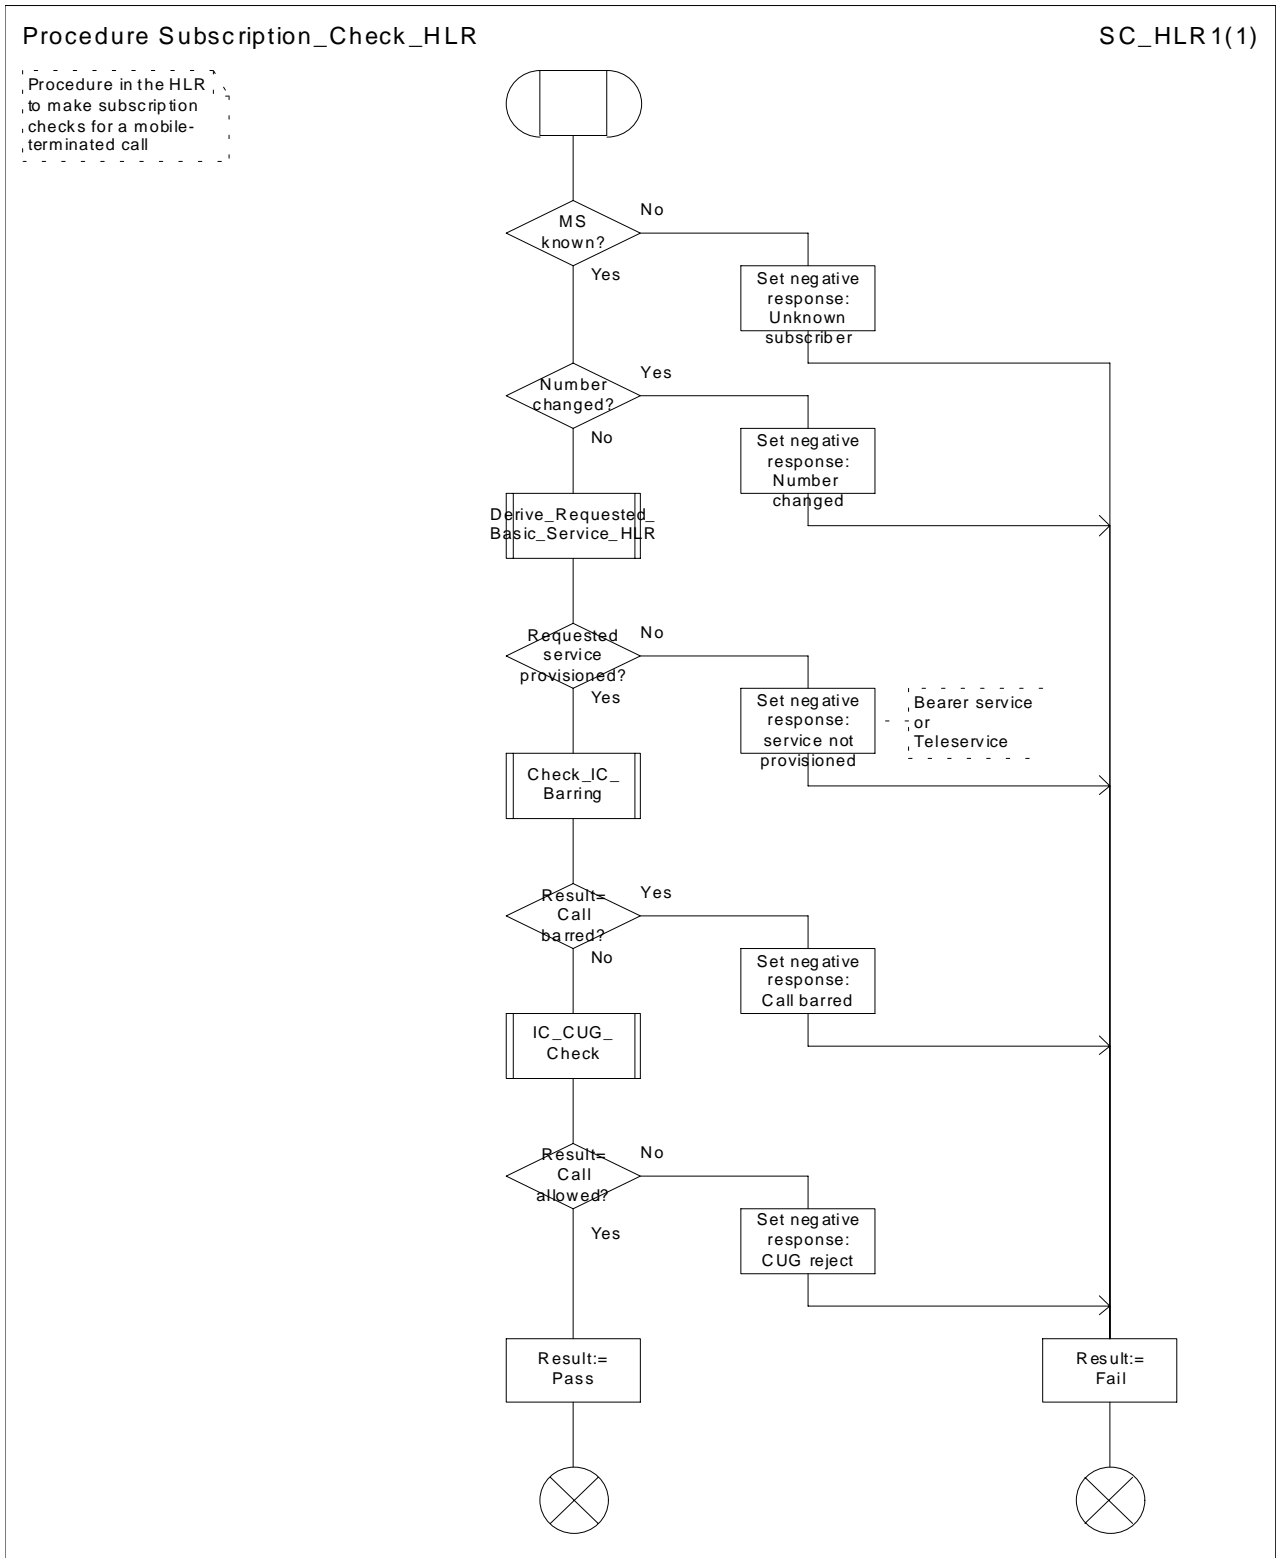 Procedure Subscription_Check_HLR
SC_HLR1(1)
Procedure in the HLR
to make subscription
checks for a mobile-
terminated call
MS
known?
No
Yes
Set negative
response:
Unknown
subscriber
Number
changed?
Yes
No
Set negative
response:
Number
changed
Derive_Requested_
Basic_Service_HLR
Requested
service
provisioned?
No
Yes
Set negative
response:
service not
provisioned
Bearer service
or
Teleservice
Check_IC_
Barring
Result=
Call
barred?
Yes
No
Set negative
response:
Call barred
IC_CUG_
Check
Result=
Call
allowed?
No
Yes
Set negative
response:
CUG reject
Result:=
Pass
Result:=
Fail